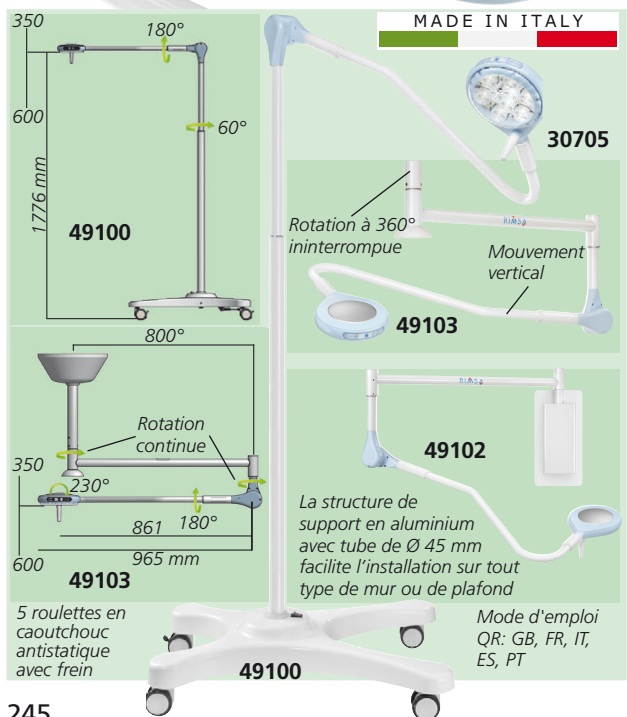 MADE IN ITALY
350
180°
600
60°
1776 mm
49100
30705
RIMSA
Rotation à 360°
ininterrompue
Mouvement
vertical
49103
800°
Rotation
continue
350
230°
180°
861
965 mm
600
49103
RIMSA
49102
La structure de
support en aluminium
avec tube de Ø 45 mm
facilite l'installation sur tout
type de mur ou de plafond
5 roulettes en
caoutchouc
antistatique
avec frein
49100
Mode d'emploi
QR: GB, FR, IT,
ES, PT
245